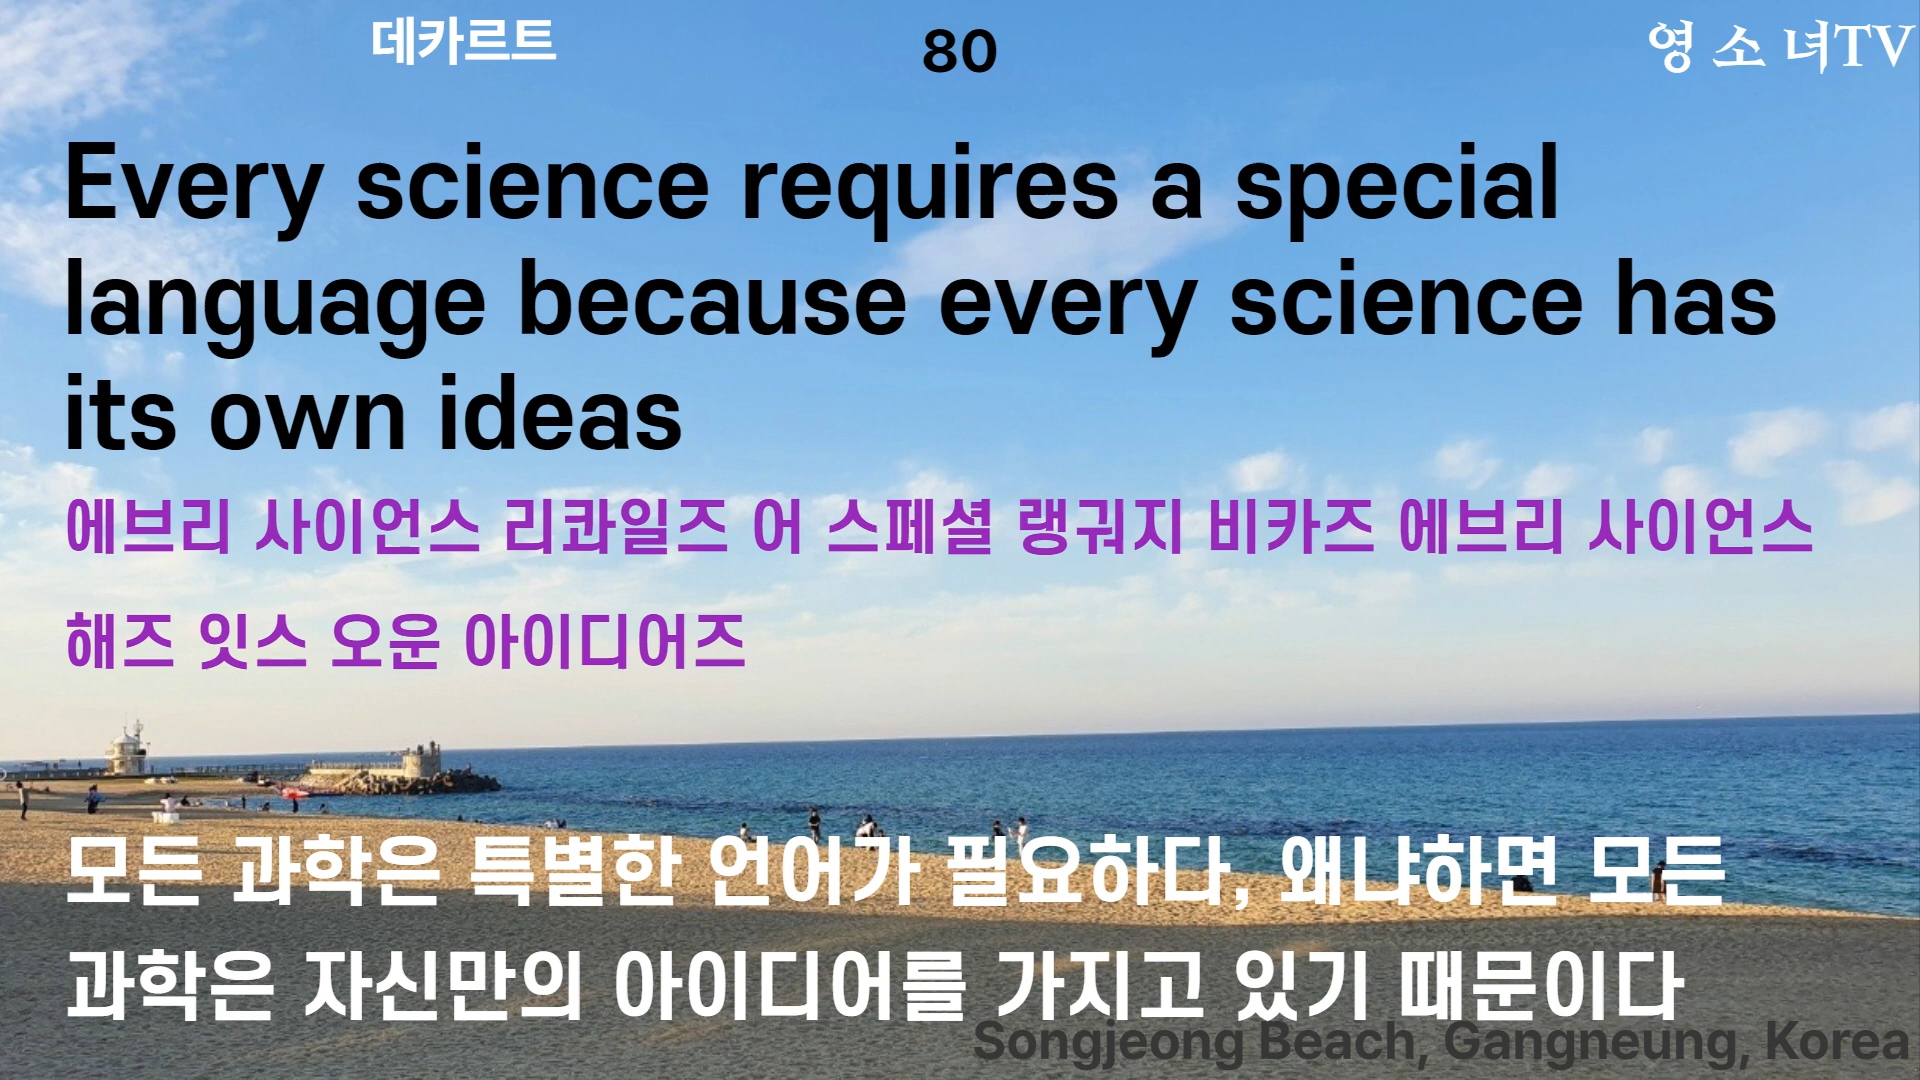 데카르트
80
영소녀TV
Every science requires a special
language because every science has
its own ideas
에브리 사이언스 리콰일즈 어 스페셜 랭귀지 비카즈 에브리 사이언스
해즈 잇스 오운 아이디어즈
모든 과학은 특별한 언어가 필요하다, 왜냐하면 모든
과학은 자신만의 아이디어를 가지고 있기 때문이다
Songjeong Beach, Gangneung, Korea